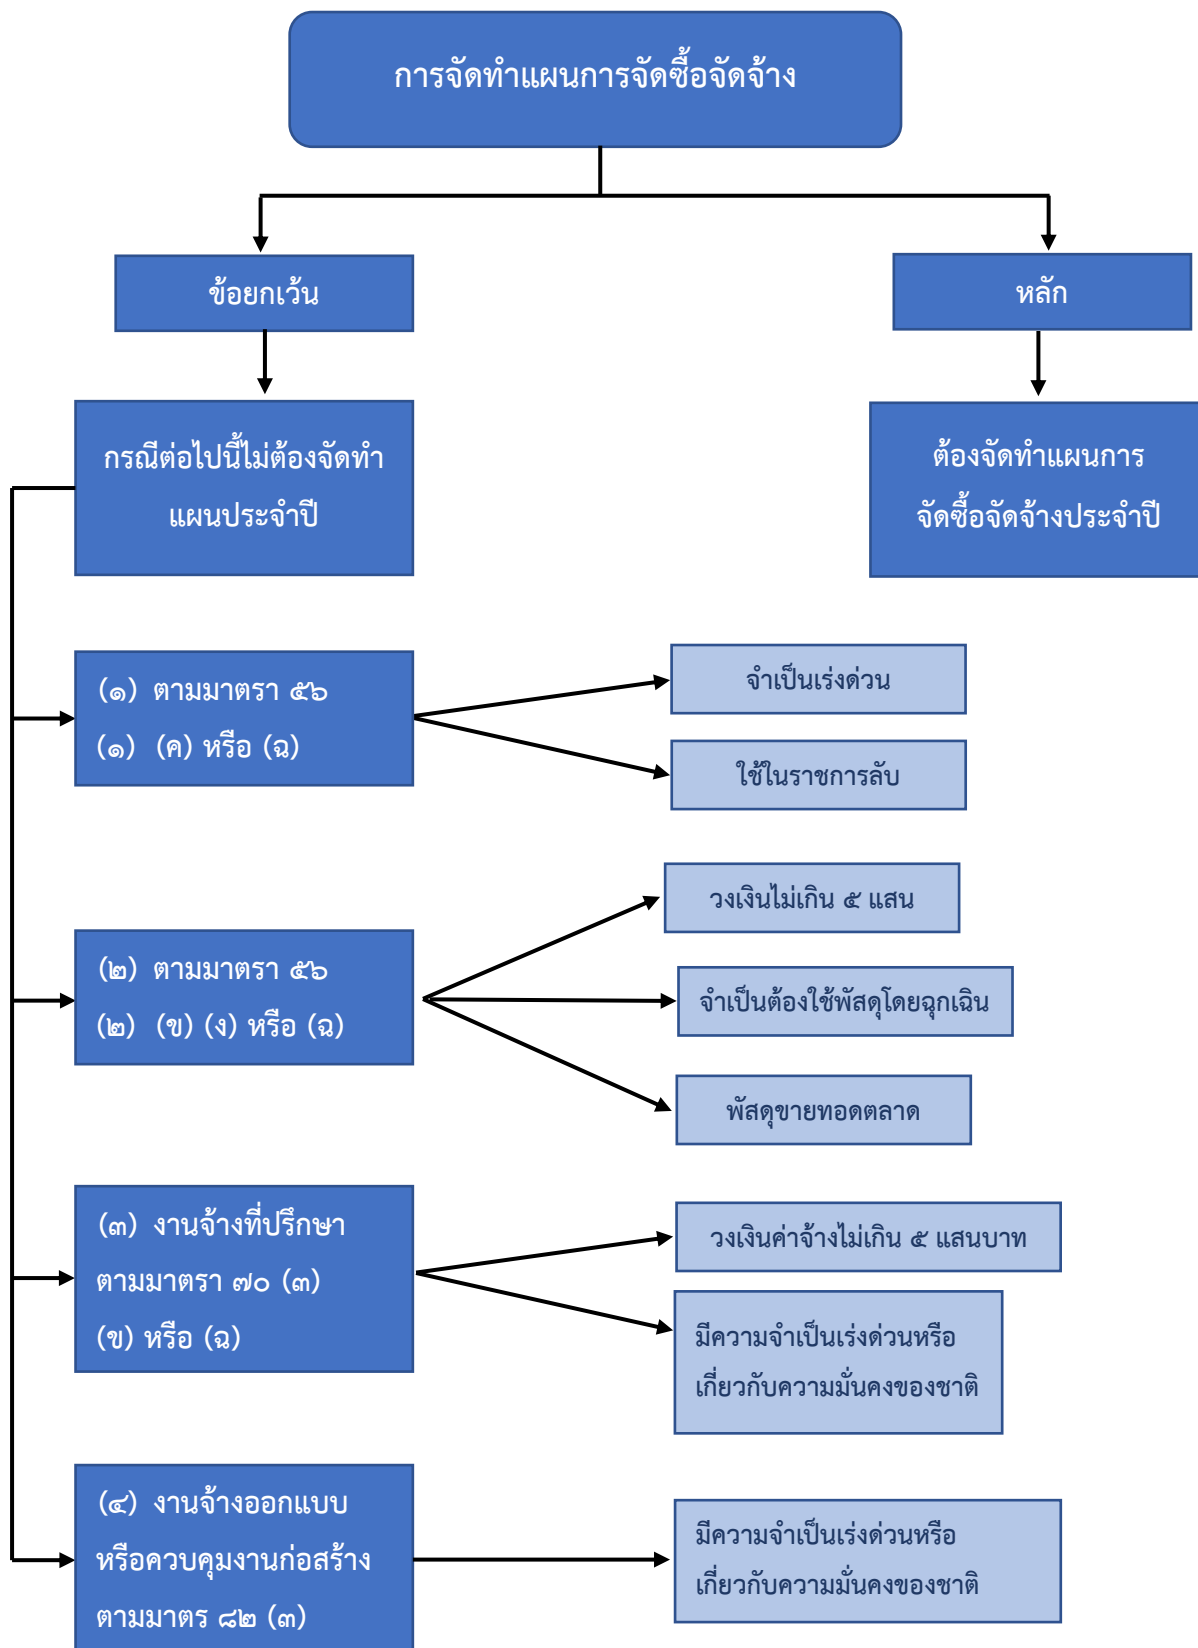 การจัดทำแผนการจัดซื้อจัดจ้าง
ข้อยกเว้น
หลัก
กรณีต่อไปนี้ไม่ต้องจัดทำ
แผนประจำปี
ต้องจัดทำแผนการ
จัดซื้อจัดจ้างประจำปี
(๑) ตามมาตรา ๕๖
(๑) (ค) หรือ (ฉ)
จำเป็นเร่งด่วน
ใช้ในราชการลับ
(๒) ตามมาตรา ๕๖
(๒) (ข) (ง) หรือ (ฉ)
วงเงินไม่เกิน ๕ แสน
จำเป็นต้องใช้พัสดุโดยฉุกเฉิน
พัสดุขายทอดตลาด
(๓) งานจ้างที่ปรึกษา
ตามมาตรา ๗๐ (๓)
(ข) หรือ (ฉ)
วงเงินค่าจ้างไม่เกิน ๕ แสนบาท
มีความจำเป็นเร่งด่วนหรือ
เกี่ยวกับความมั่นคงของชาติ
(๔) งานจ้างออกแบบ
หรือควบคุมงานก่อสร้าง
ตามมาตร ๘๒ (๓)
มีความจำเป็นเร่งด่วนหรือ
เกี่ยวกับความมั่นคงของชาติ